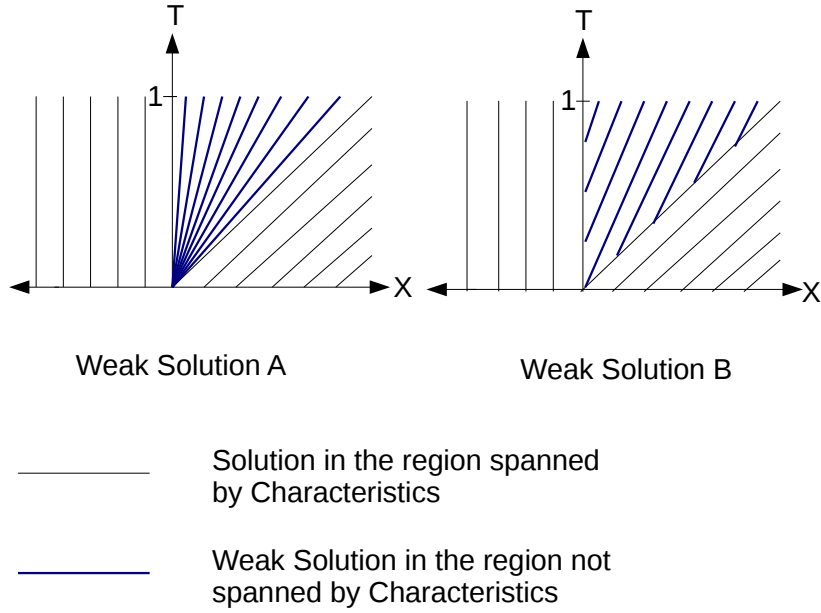 T
1
X
Weak Solution A
T
1
X
Weak Solution B
Solution in the region spanned
by Characteristics
Weak Solution in the region not
spanned by Characteristics